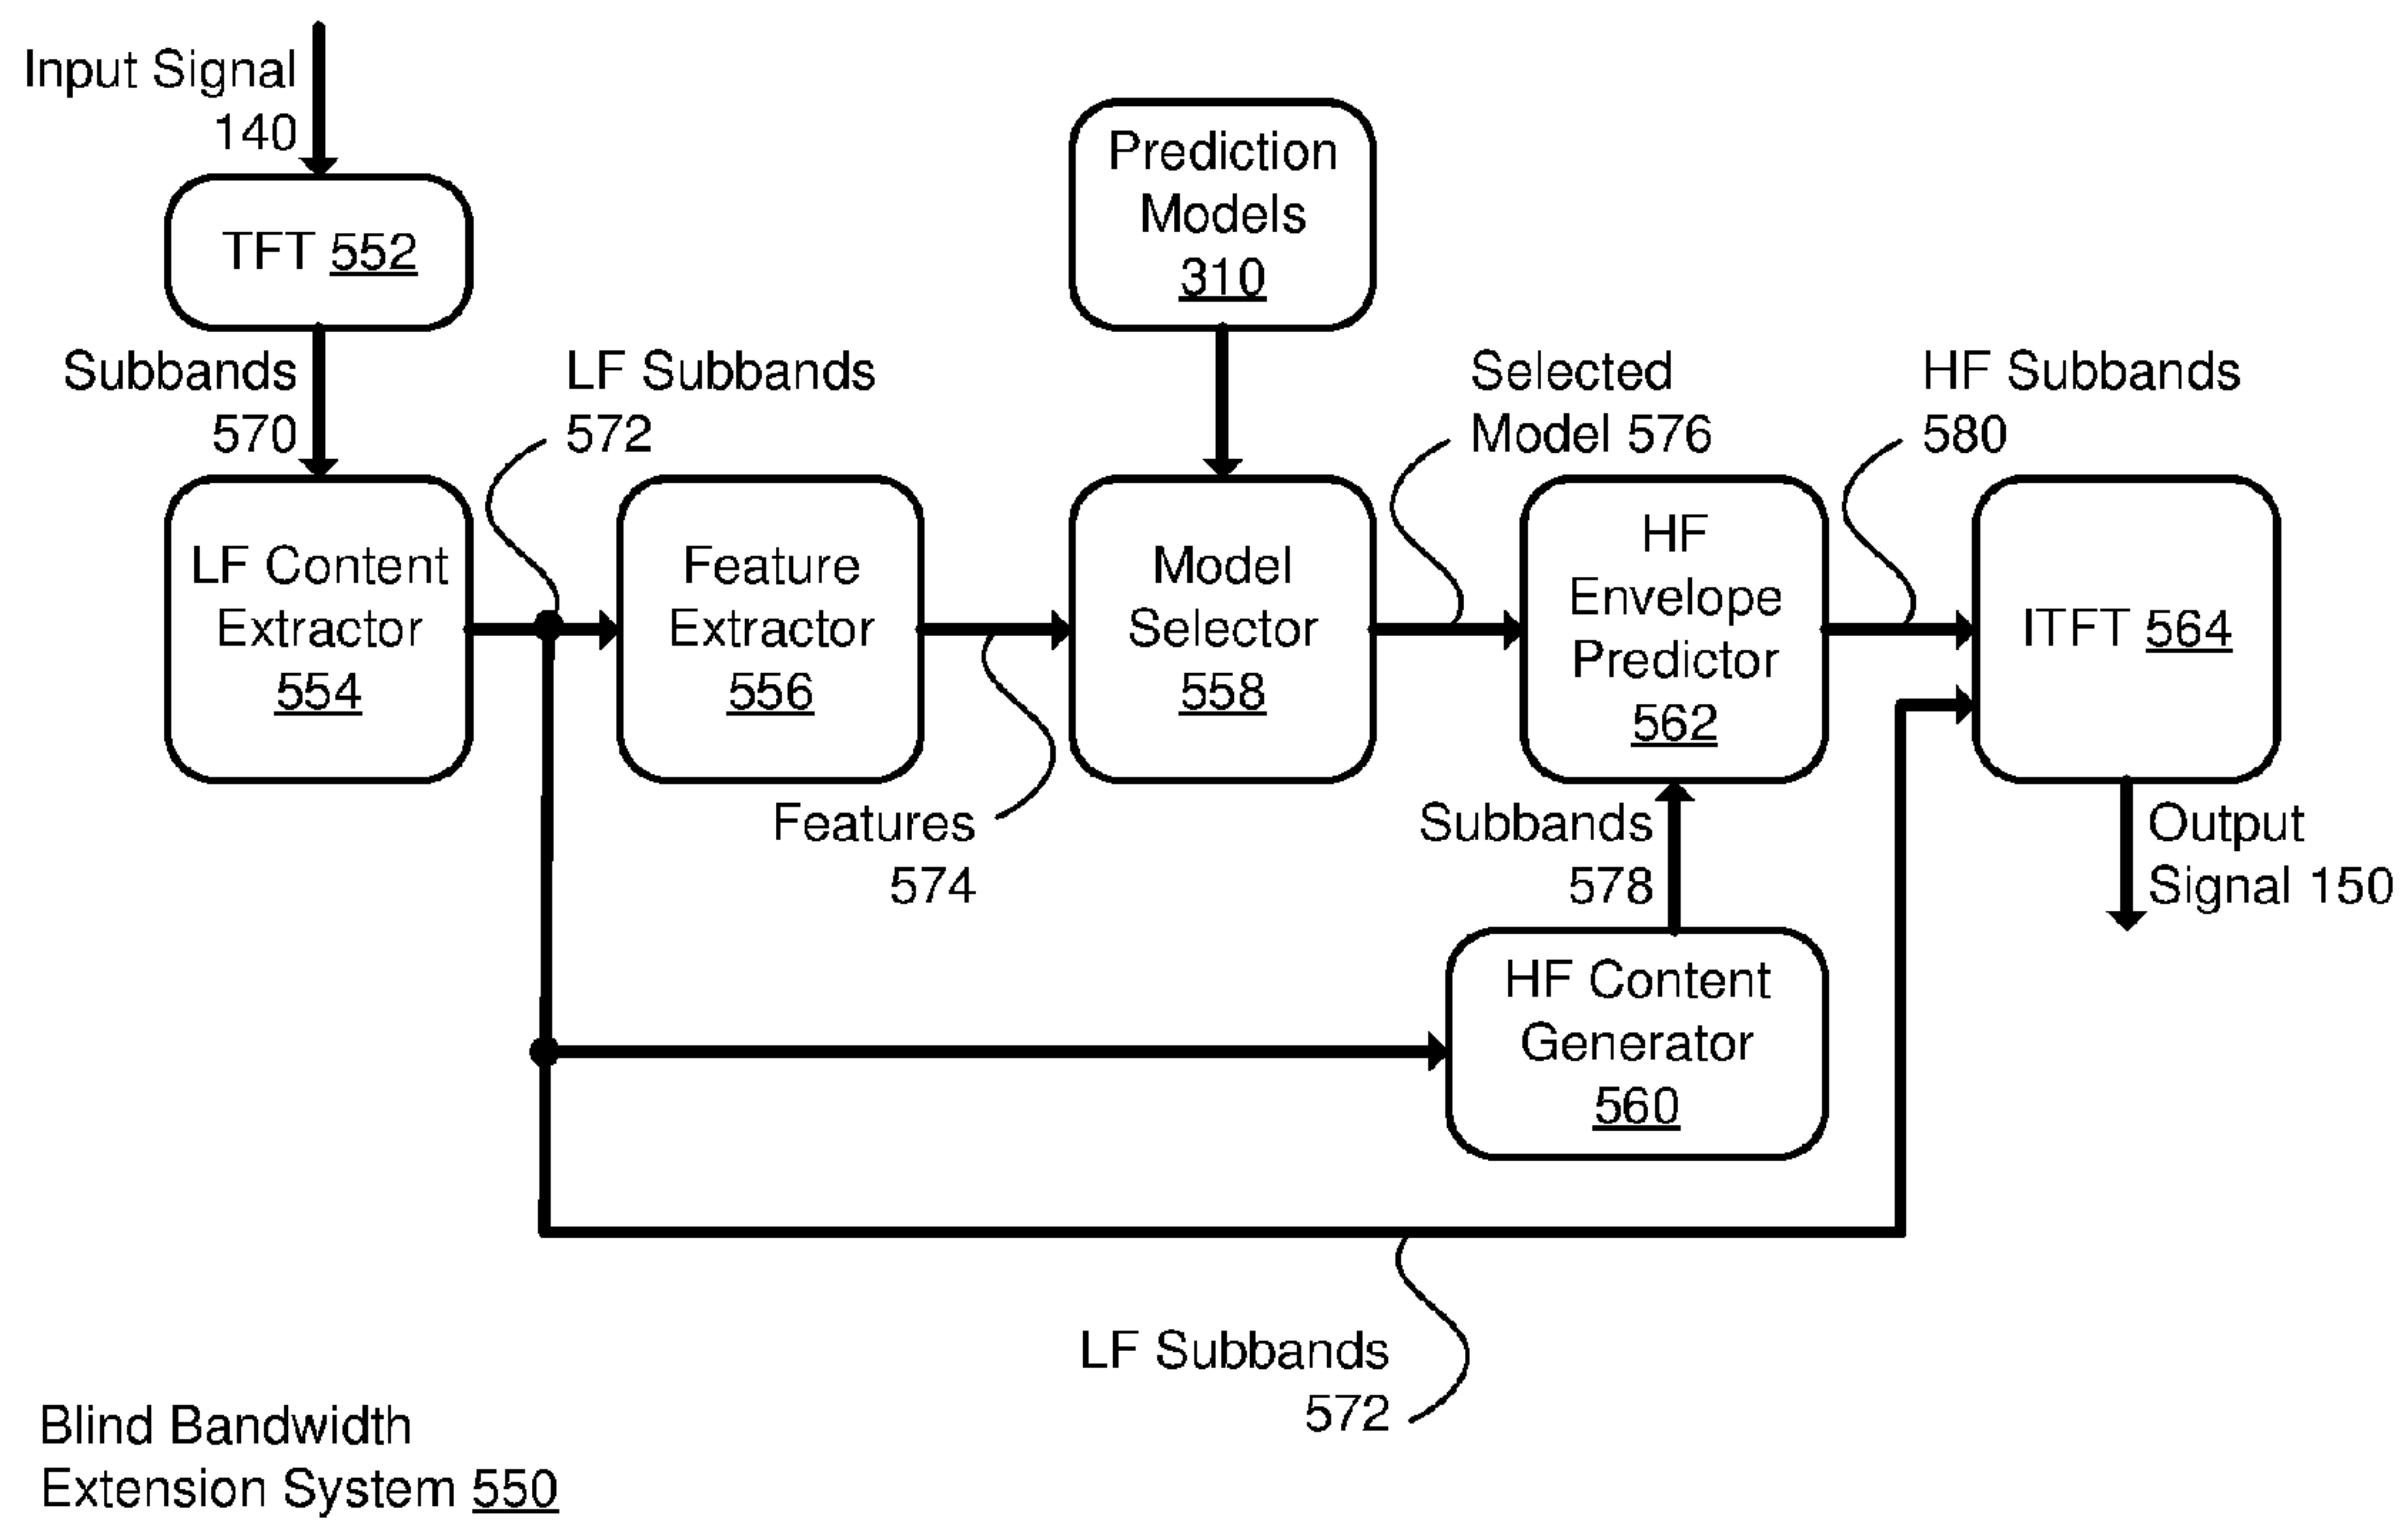 Input Signal
140
TFT 552
Prediction
Models
310
Subbands
570
LF Subbands
572
Selected
Model 576
HF Subbands
580
LF Content
Extractor
554
Feature
Extractor
556
Model
Selector
558
HF
Envelope
Predictor
562
ITFT 564
Features
574
Subbands
578
Output
Signal 150
HF Content
Generator
560
LF Subbands
572
Blind Bandwidth
Extension System 550